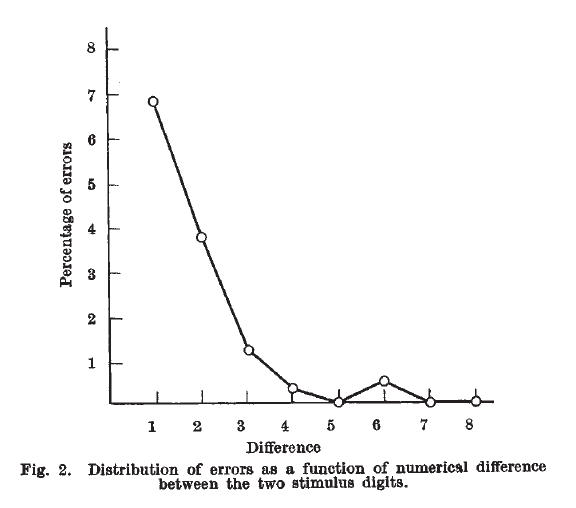 8
7
6
5
4
3
2
1
Percentage of errors
1 2 3 4 5 6 7 8
Difference
Fig. 2. Distribution of errors as a function of numerical difference
between the two stimulus digits.